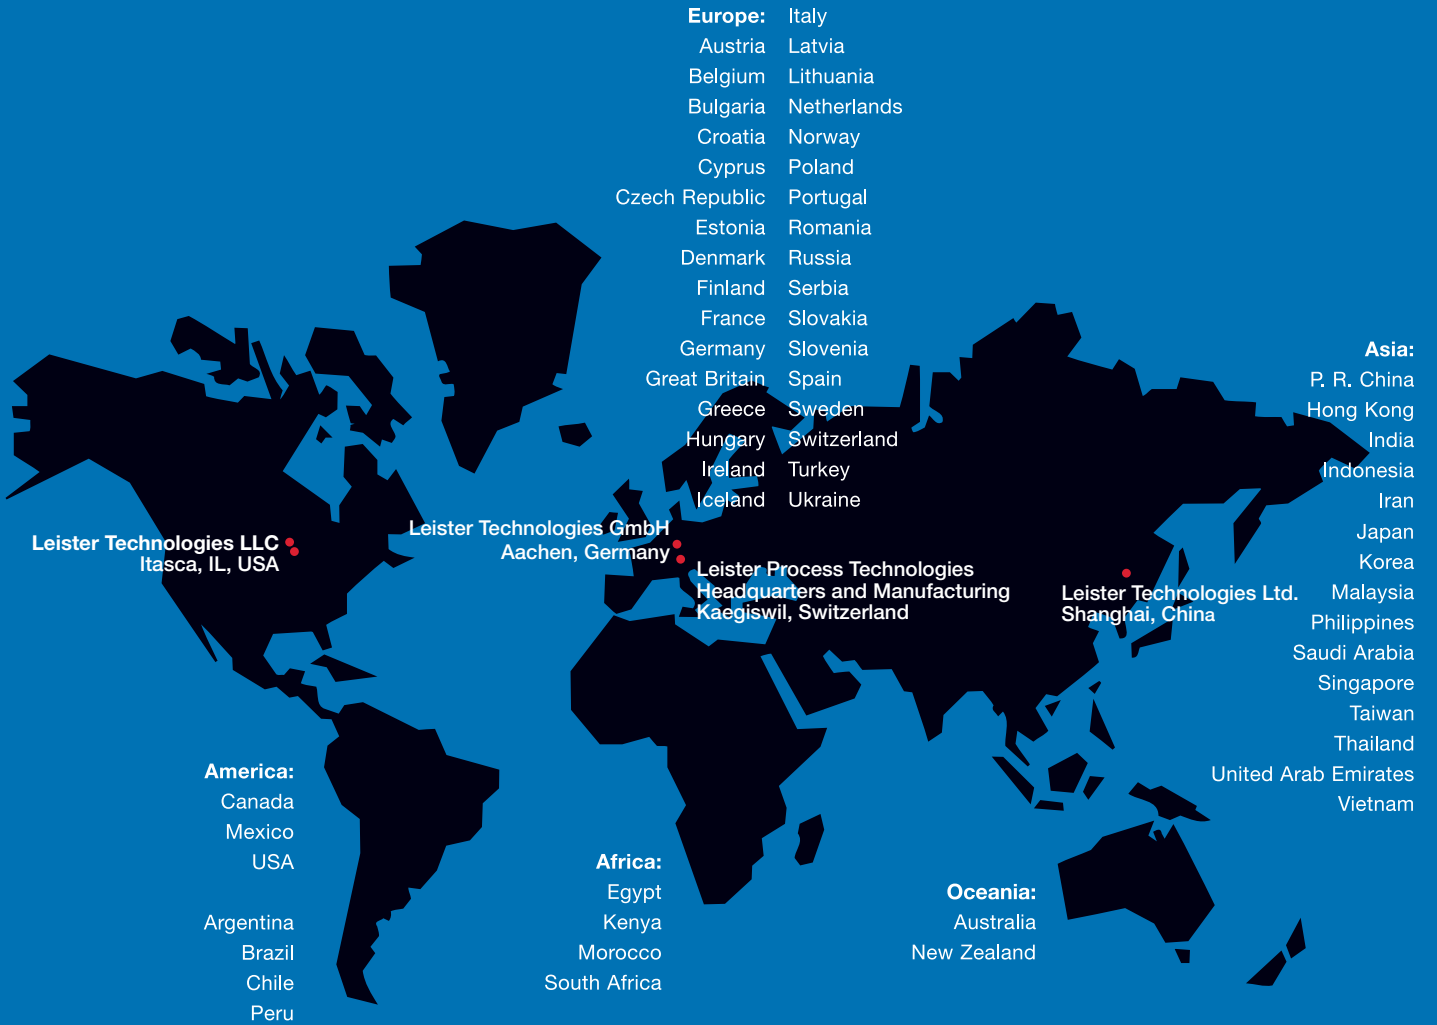 Europe:
Austria
Belgium
Bulgaria
Croatia
Cyprus
Czech Republic
Estonia
Denmark
Finland
France
Germany
Great Britain
Greece
Hungary
Ireland
Iceland
Italy
Latvia
Lithuania
Netherlands
Norway
Poland
Portugal
Romania
Russia
Serbia
Slovakia
Slovenia
Spain
Sweden
Switzerland
Turkey
Ukraine
Asia:
P. R. China
Hong Kong
India
Indonesia
Iran
Japan
Korea
Malaysia
Philippines
Saudi Arabia
Singapore
Taiwan
Thailand
United Arab Emirates
Vietnam
Leister Technologies LLC
Itasca, IL, USA
Leister Technologies GmbH
Aachen, Germany
Leister Process Technologies
Headquarters and Manufacturing
Kaegiswil, Switzerland
Leister Technologies Ltd.
Shanghai, China
America:
Canada
Mexico
USA
Argentina
Brazil
Chile
Peru
Africa:
Egypt
Kenya
Morocco
South Africa
Oceania:
Australia
New Zealand